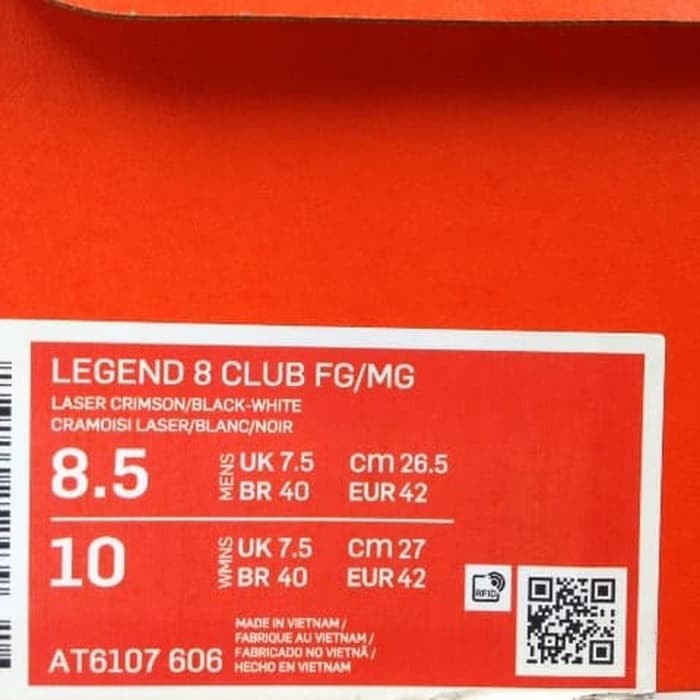 LEGEND 8 CLUB FG/MG
LASER CRIMSON/BLACK-WHITE
CRAMOISI LASER/BLANC/NOIR
8.5 MENS UK 7.5 cm 26.5
BR 40 EUR 42
10 WMNS UK 7.5 cm 27
BR 40 EUR 42
RFID
MADE IN VIETNAM /
FABRIQUE AU VIETNAM /
FABRICADO NO VIETNÃ /
HECHO EN VIETNAM
AT6107 606